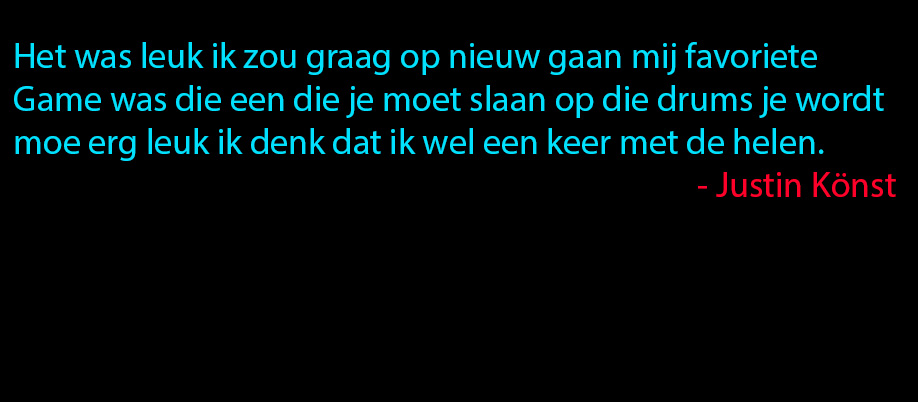 Het was leuk ik zou graag op nieuw gaan mij favoriete
Game was die een die je moet slaan op die drums je wordt
moe erg leuk ik denk dat ik wel een keer met de helen.
- Justin Könst